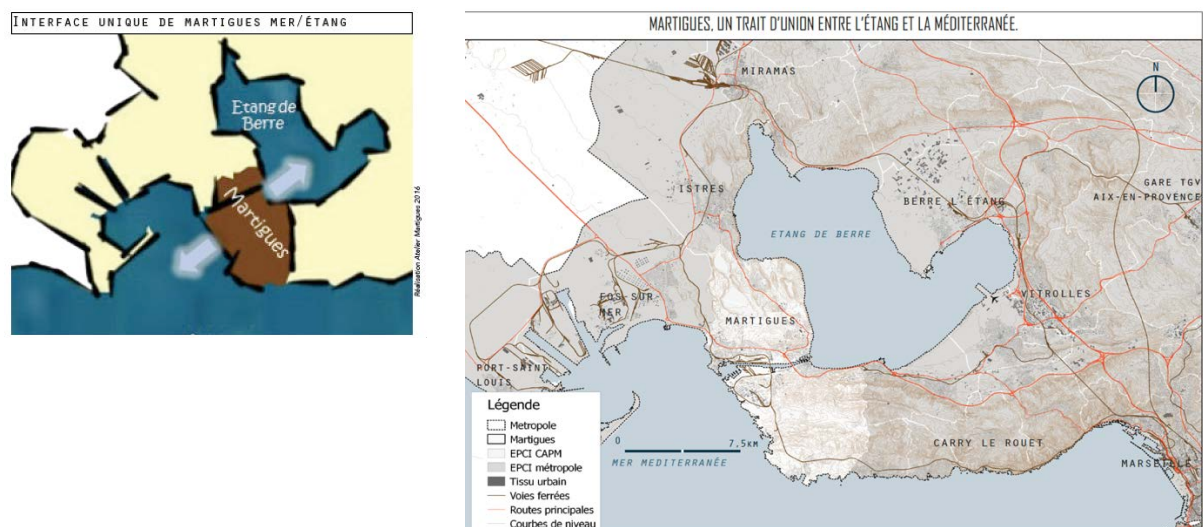 INTERFACE UNIQUE DE MARTIGUES MER/ÉTANG
Etang de
Berre
Martigues
Réalisation Atelier Martigues 2016
MARTIGUES, UN TRAIT D'UNION ENTRE L'ÉTANG ET LA MÉDITERRANÉE.
N
MIRAMAS
ISTRES
BERRE L'ÉTANG
GARE TGV
AIX-EN-PROVENCE
ETANG DE BERRE
FOS-SUR-
MER
MARTIGUES
VITROLLES
PORT-SAINT
LOUIS
CARRY LE ROUET
MARSEILLE
Légende
Metropole
Martigues
EPCI CAPM
EPCI métropole
Tissu urbain
Voies ferrées
Routes principales
Courbes de niveau
0 7.5KM
MER MEDITERRANÉE